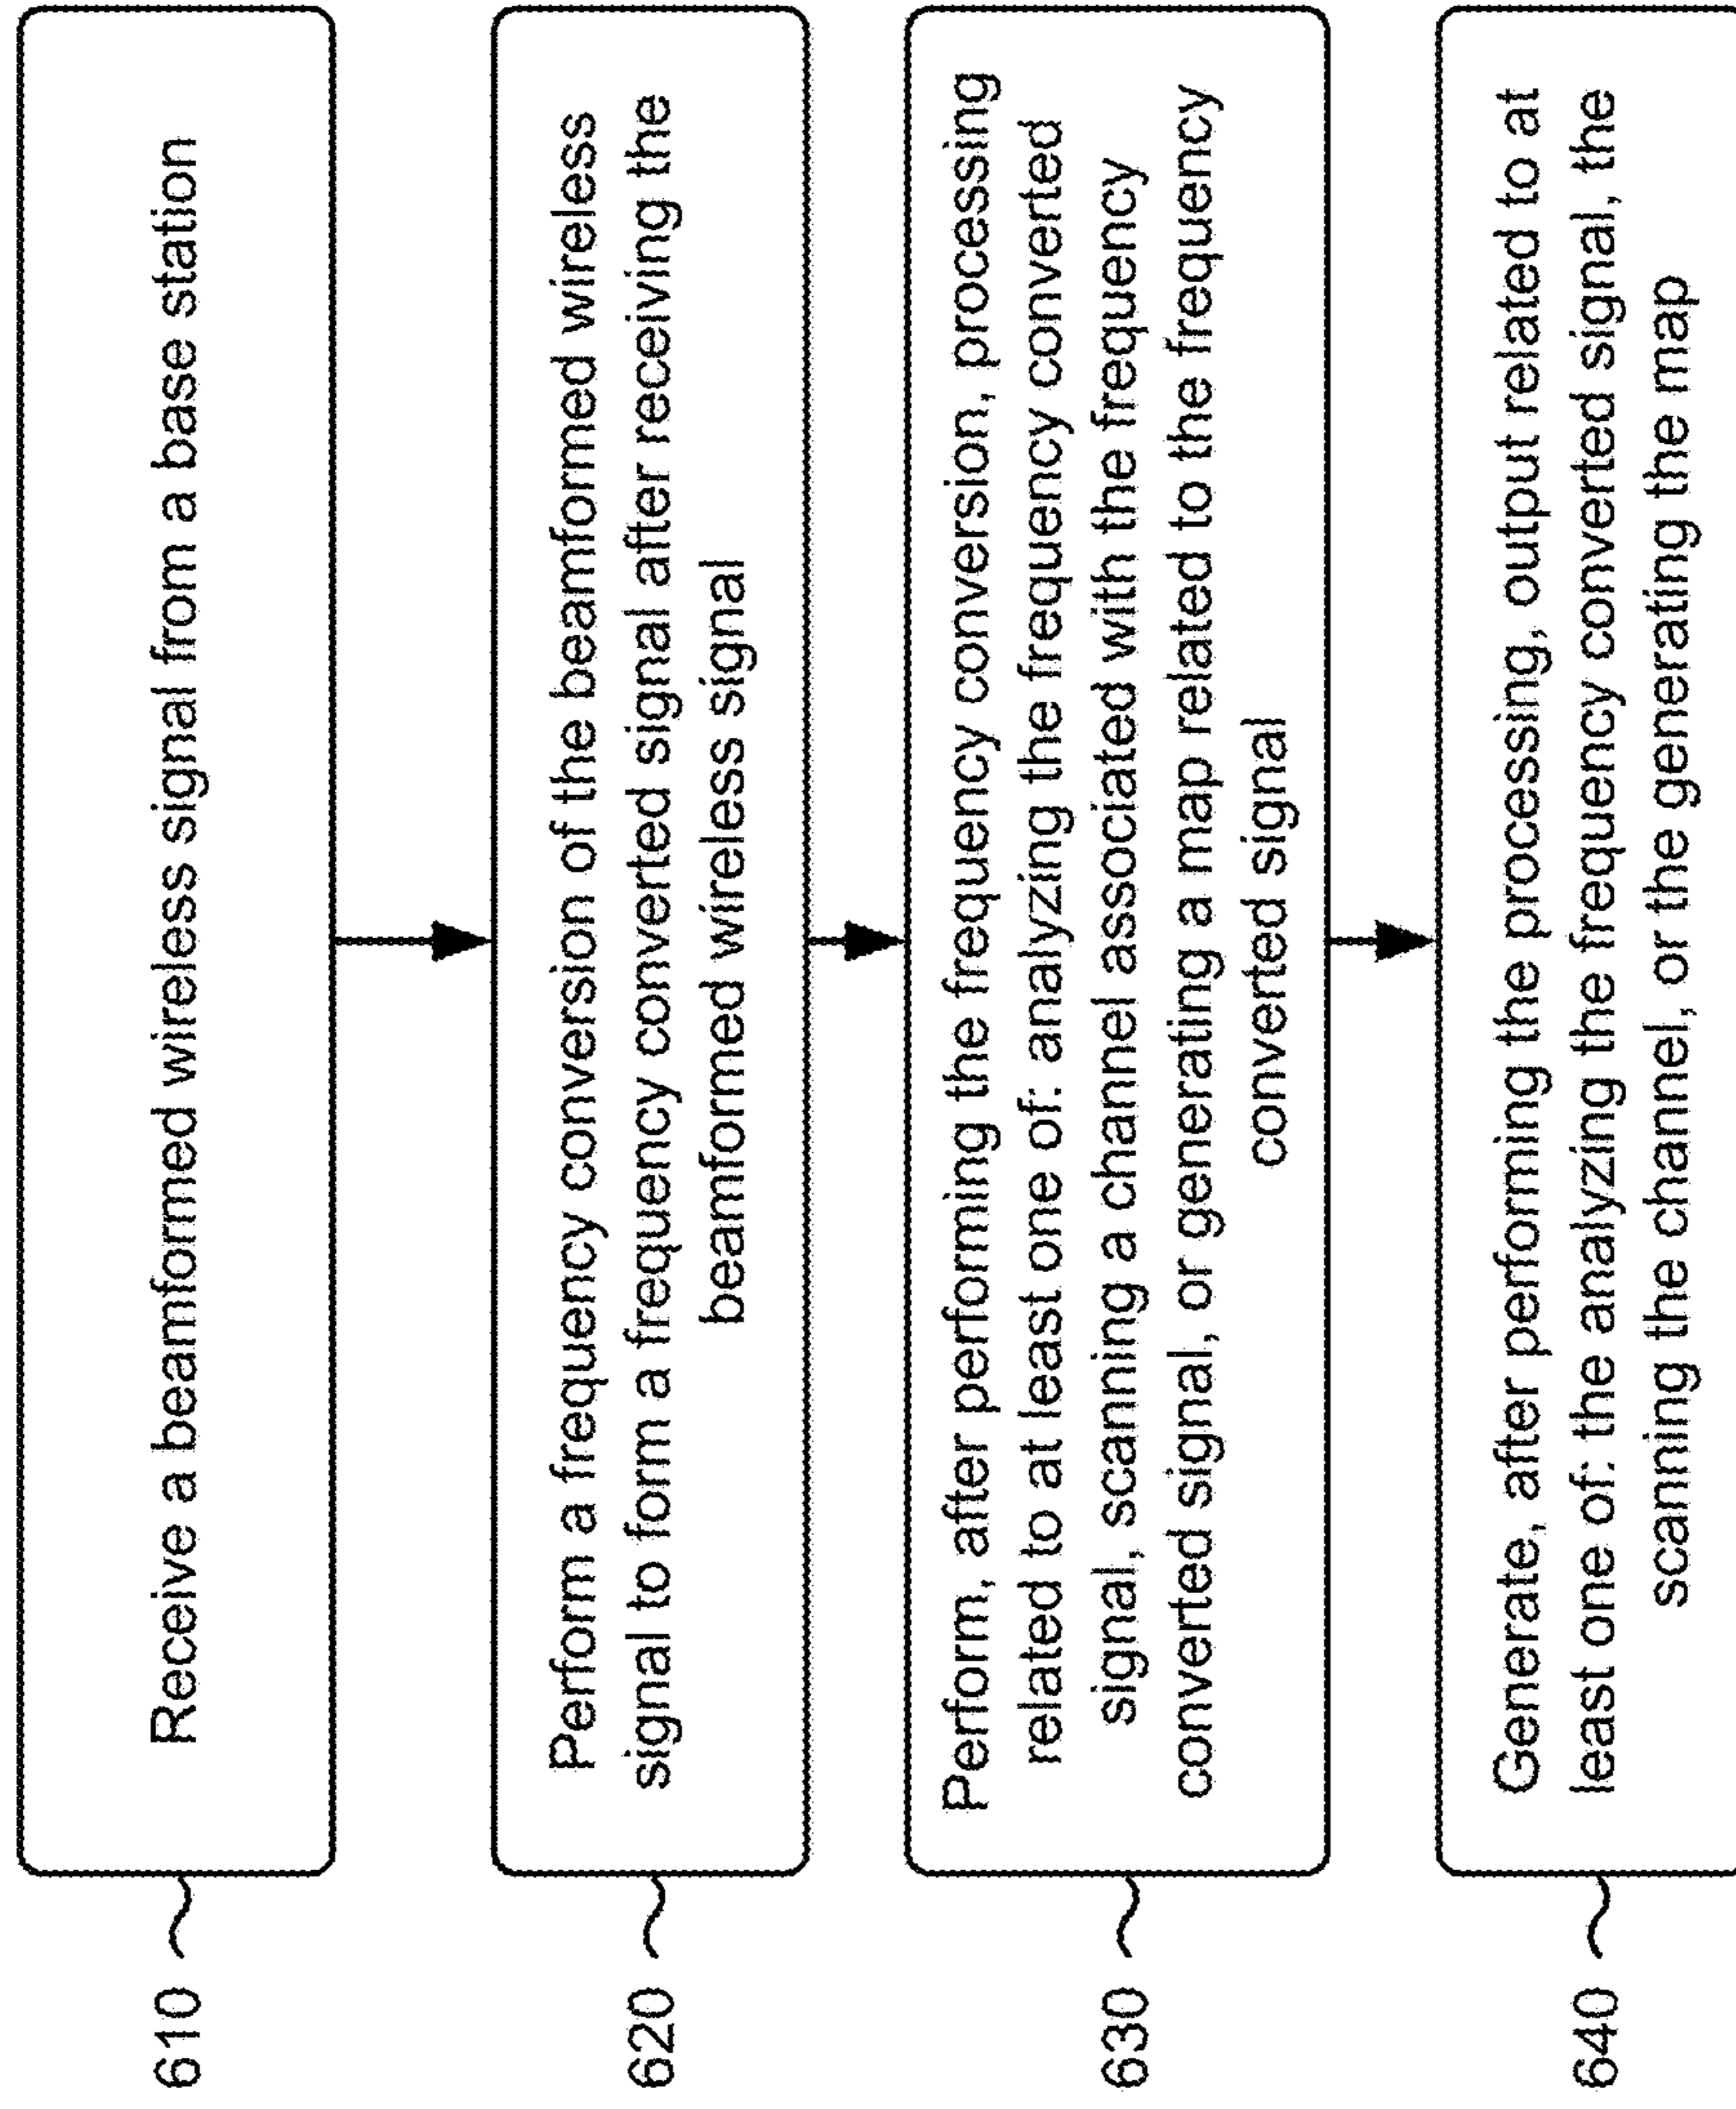 610
Receive a beamformed wireless signal from a base station
620
Perform a frequency conversion of the beamformed wireless
signal to form a frequency converted signal after receiving the
beamformed wireless signal
630
Perform, after performing the frequency conversion, processing
related to at least one of: analyzing the frequency converted
signal, scanning a channel associated with the frequency
converted signal, or generating a map related to the frequency
converted signal
640
Generate, after performing the processing, output related to at
least one of: the analyzing the frequency converted signal, the
scanning the channel, or the generating the map